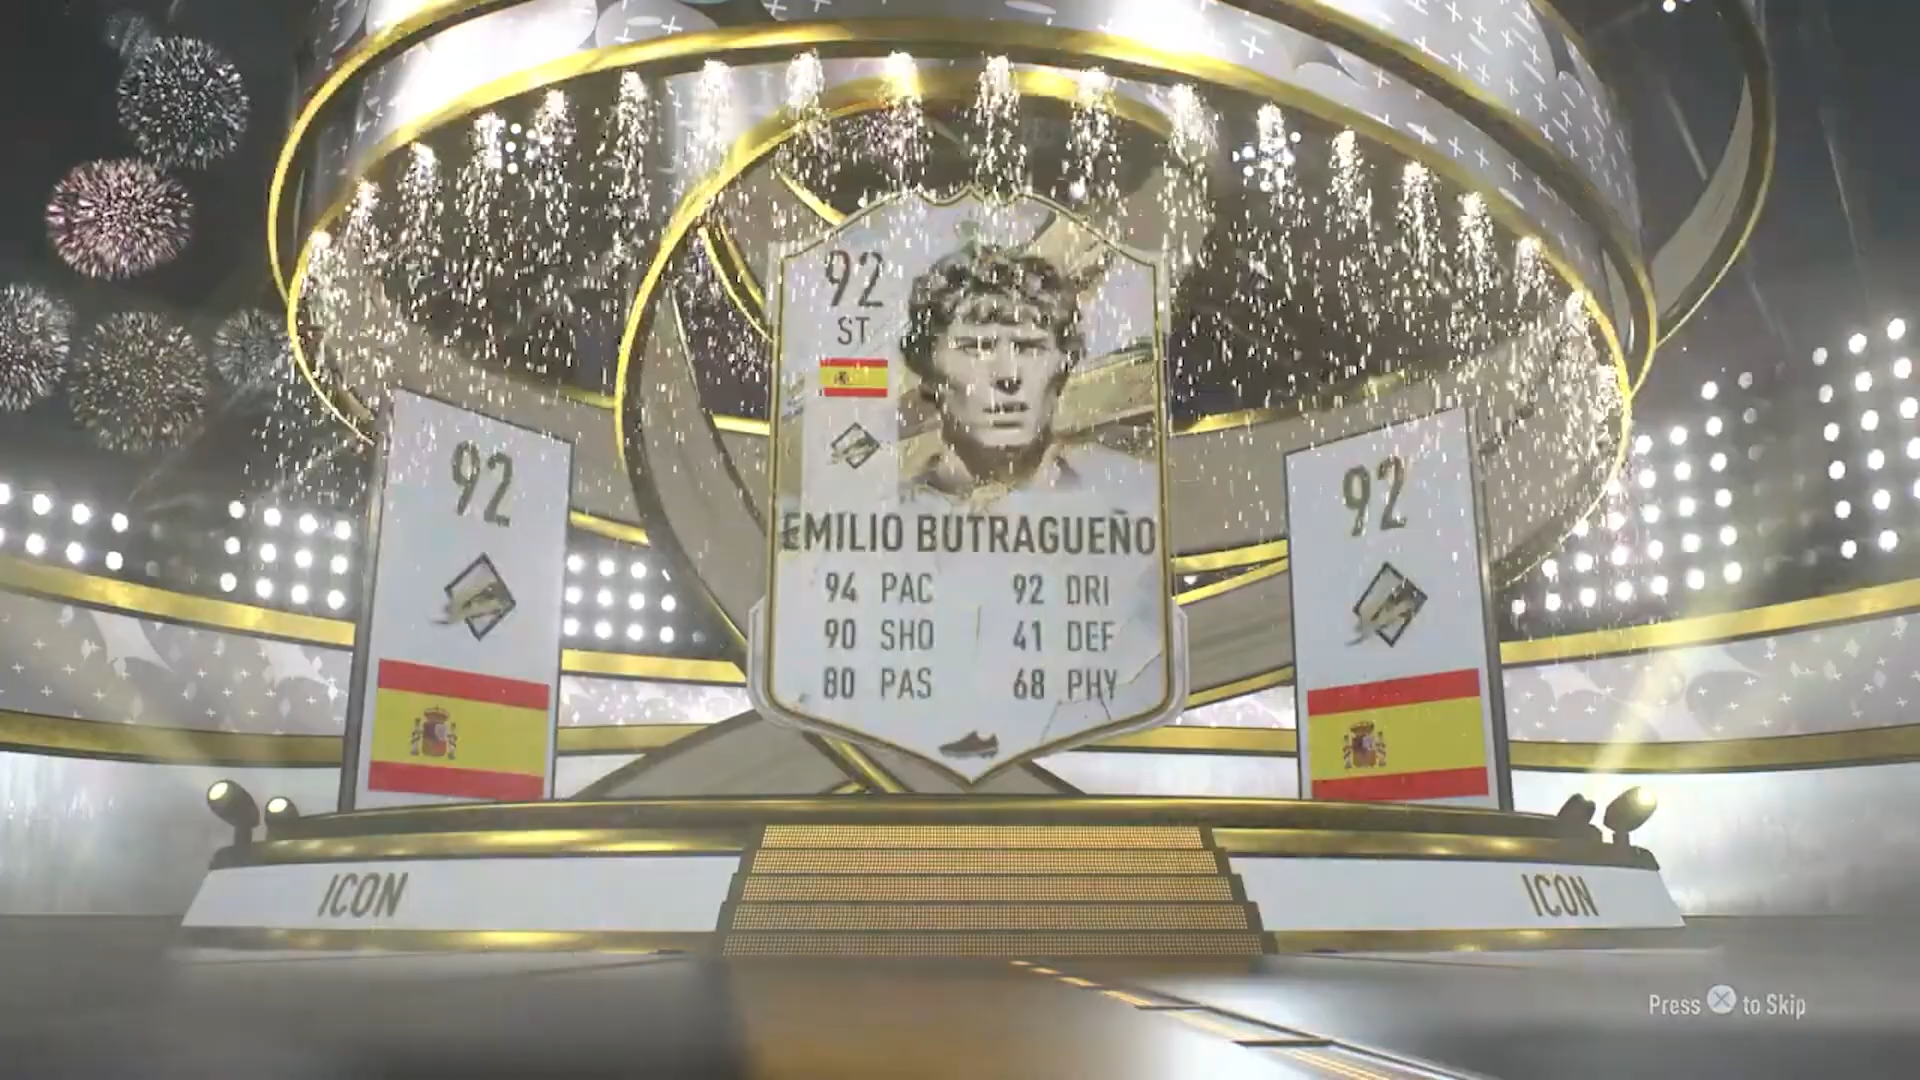 92
ST
EMILIO BUTRAGUEÑO
94 PAC 92 DRI
90 SHO 41 DEF
80 PAS 68 PHY
92
92
ICON
ICON
Press to Skip